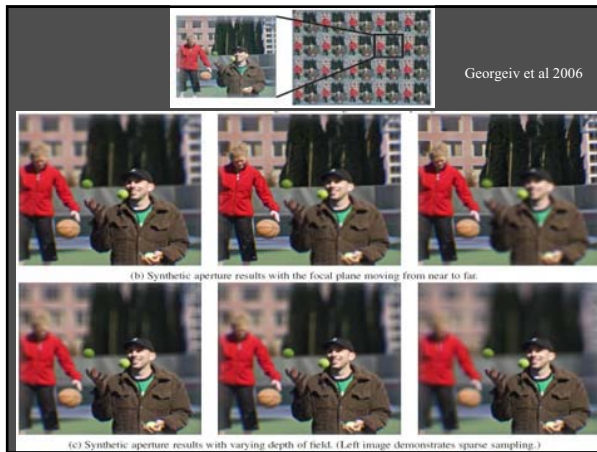 Georgeiv et al 2006
(b) Synthetic aperture results with the focal plane moving from near to far.
(c) Synthetic aperture results with varying depth of field. (Left image demonstrates sparse sampling.)